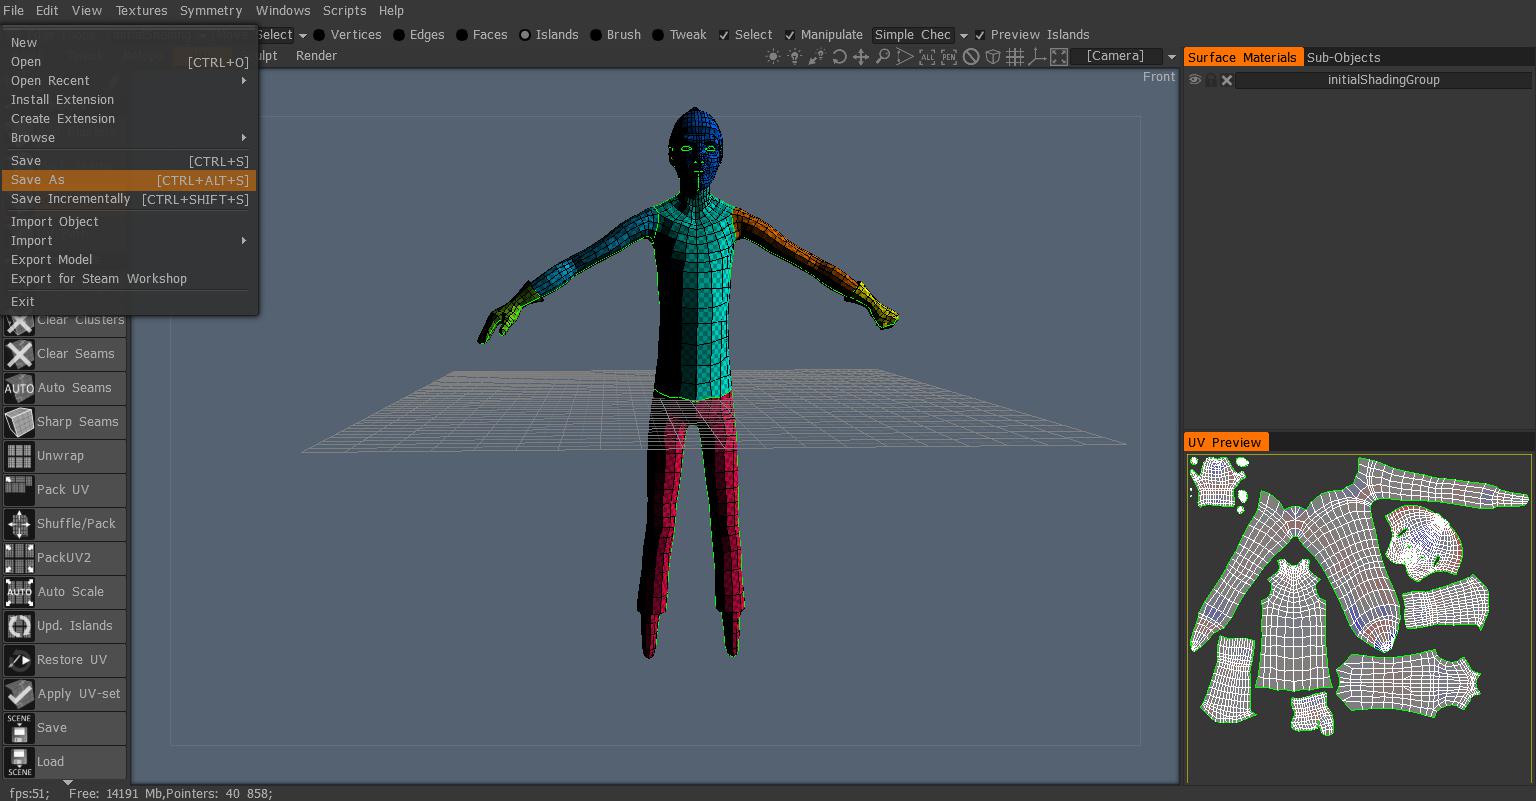 File Edit View Textures Symmetry Windows Scripts Help
Select Vertices Edges Faces Islands Brush Tweak Select Manipulate Simple Chec Preview Islands
Render
[Camera]
Front
New
Open [CTRL+O]
Open Recent
Install Extension
Create Extension
Browse
Save [CTRL+S]
Save As [CTRL+ALT+S]
Save Incrementally [CTRL+SHIFT+S]
Import Object
Import
Export Model
Export for Steam Workshop
Exit
Clear Clusters
Clear Seams
AUTO Auto Seams
Sharp Seams
Unwrap
Pack UV
Shuffle/Pack
PackUV2
AUTO Auto Scale
Upd. Islands
Restore UV
Apply UV-set
SCENE Save
Load
SCENE
Surface Materials Sub-Objects
initialShadingGroup
UV Preview
fps:51; Free: 14191 Mb,Pointers: 40 858;